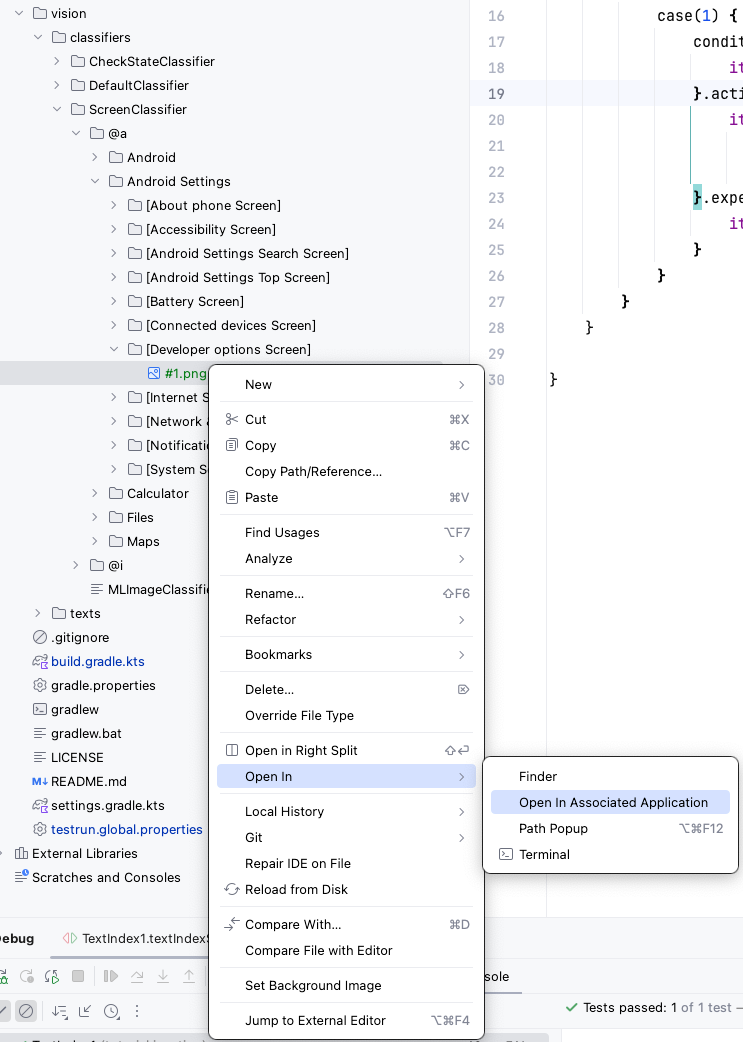 vision
classifiers
CheckStateClassifier
DefaultClassifier
ScreenClassifier
@a
Android
Android Settings
[About phone Screen]
[Accessibility Screen]
[Android Settings Search Screen]
[Android Settings Top Screen]
[Battery Screen]
[Connected devices Screen]
[Developer options Screen]
#1.png
[Internet S
[Network &
[Notificatio
[System S
Calculator
Files
Maps
@i
MLImageClassifie
texts
.gitignore
build.gradle.kts
gradle.properties
gradlew
gradlew.bat
LICENSE
M↓ README.md
settings.gradle.kts
testrun.global.properties
External Libraries
Scratches and Consoles
16 case(1) {
17 condit
18 it
19 }.acti
20 it
21
22
23 }.expe
24 it
25 }
26 }
27 }
28 }
29
30 }
New
Cut ⌘X
Copy ⌘C
Copy Path/Reference...
Paste ⌘V
Find Usages ⌥F7
Analyze
Rename... ⇧F6
Refactor
Bookmarks
Delete... ⌦
Override File Type
Open in Right Split ⇧⏎
Open In
Local History
Git
Repair IDE on File
Reload from Disk
Compare With... ⌘D
Compare File with Editor
Set Background Image
Jump to External Editor ⌥⌘F4
Finder
Open In Associated Application
Path Popup ⌥⌘F12
Terminal
ebug
TextIndex1.textIndex
sole
Tests passed: 1 of 1 test –